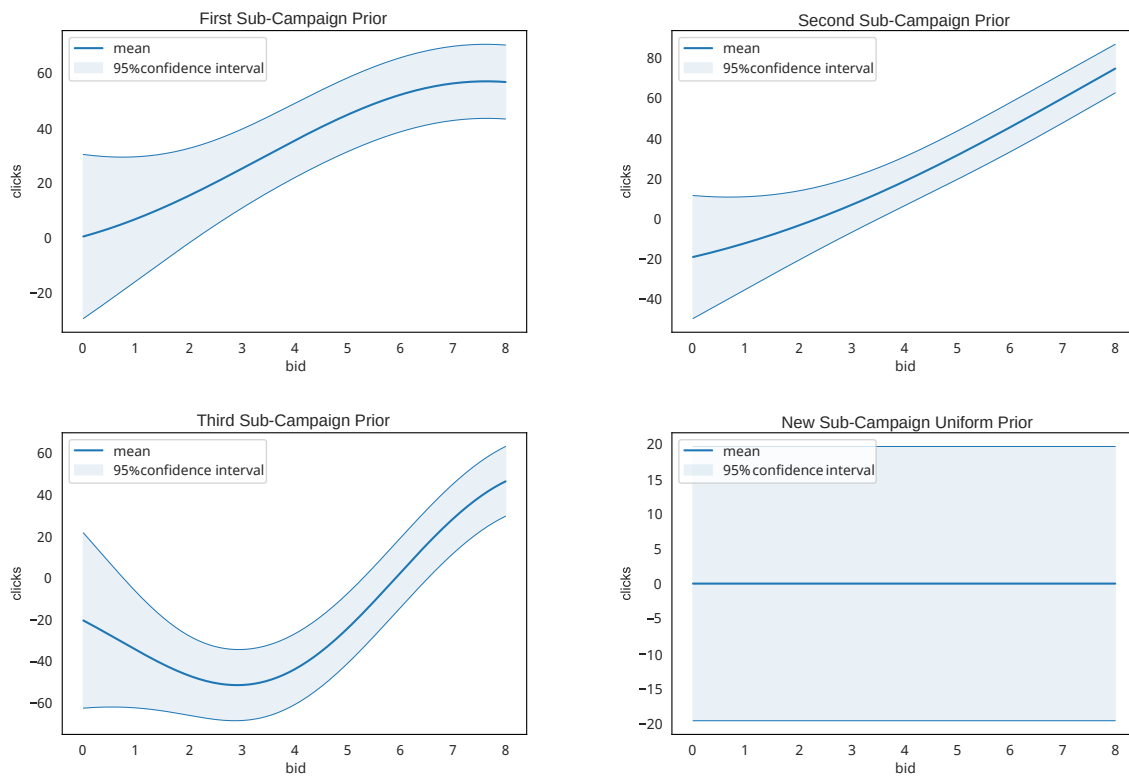 First Sub-Campaign Prior
mean
95%confidence interval
60
40
20
0
−20
clicks
0 1 2 3 4 5 6 7 8
bid
Second Sub-Campaign Prior
mean
95%confidence interval
80
60
40
20
0
−20
−40
clicks
0 1 2 3 4 5 6 7 8
bid
Third Sub-Campaign Prior
mean
95%confidence interval
60
40
20
0
−20
−40
−60
clicks
0 1 2 3 4 5 6 7 8
bid
New Sub-Campaign Uniform Prior
mean
95%confidence interval
20
15
10
5
0
−5
−10
−15
−20
clicks
0 1 2 3 4 5 6 7 8
bid